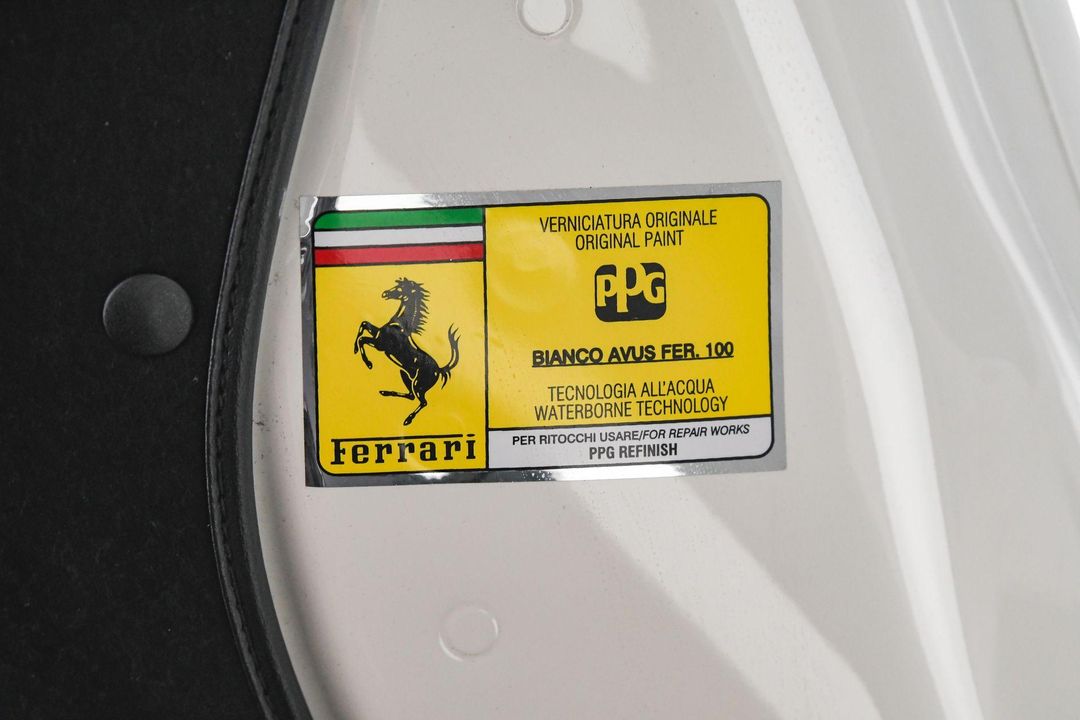 VERNICIATURA ORIGINALE
ORIGINAL PAINT
PPG
BIANCO AVUS FER. 100
TECNOLOGIA ALL'ACQUA
WATERBORNE TECHNOLOGY
PER RITOCCHI USARE/FOR REPAIR WORKS
PPG REFINISH
Ferrari